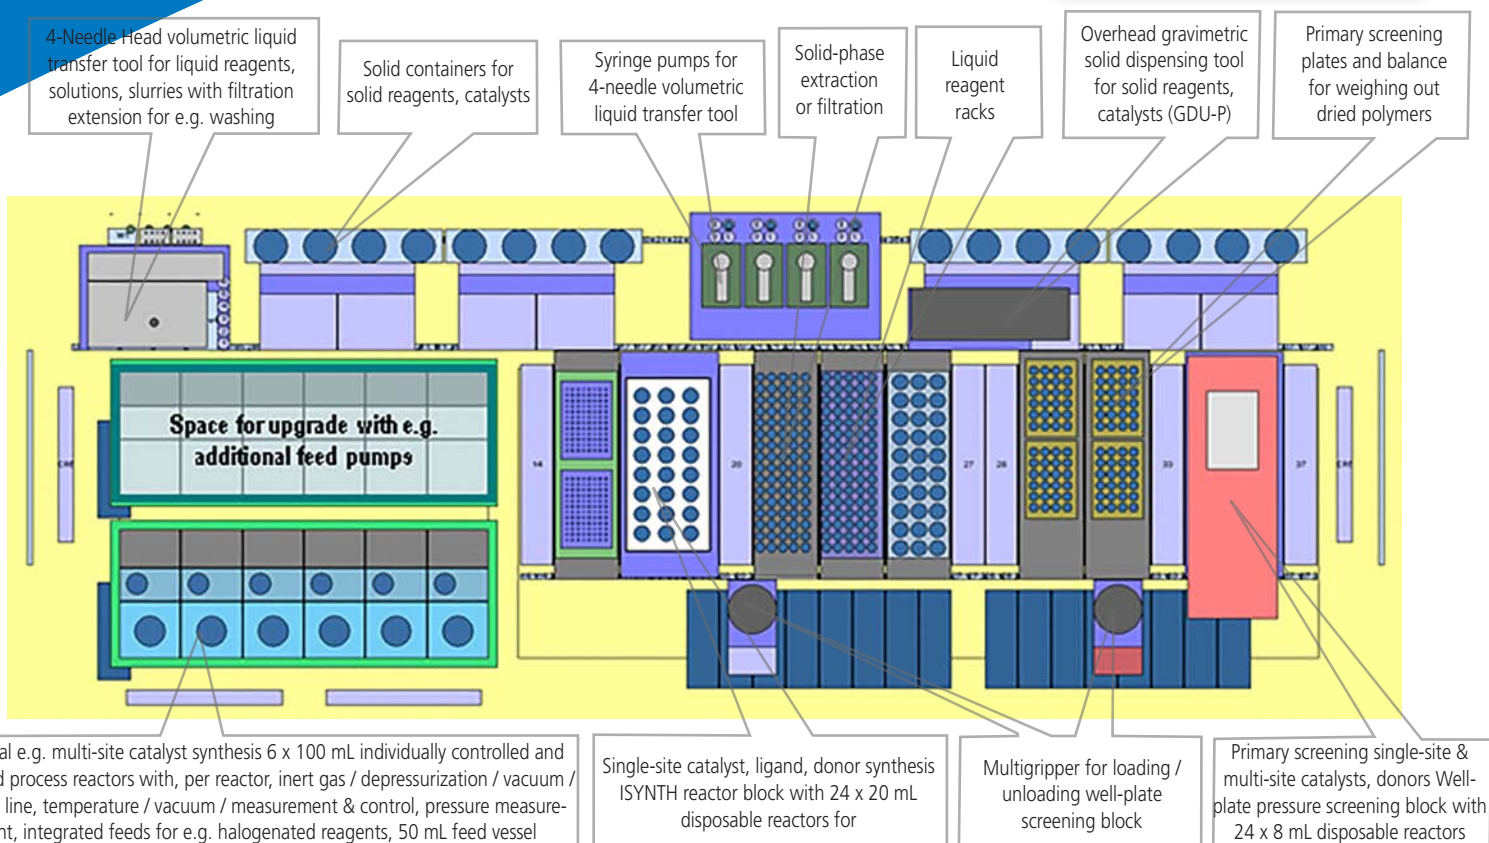 4-Needle Head volumetric liquid
transfer tool for liquid reagents,
solutions, slurries with filtration
extension for e.g. washing
Solid containers for
solid reagents, catalysts
Syringe pumps for
4-needle volumetric
liquid transfer tool
Solid-phase
extraction
or filtration
Liquid
reagent
racks
Overhead gravimetric
solid dispensing tool
for solid reagents,
catalysts (GDU-P)
Primary screening
plates and balance
for weighing out
dried polymers
Space for upgrade with e.g.
additional feed pumps
14
20
27
28
33
37
al e.g. multi-site catalyst synthesis 6 x 100 mL individually controlled and
d process reactors with, per reactor, inert gas / depressurization / vacuum /
line, temperature / vacuum / measurement & control, pressure measure-
nt, integrated feeds for e.g. halogenated reagents, 50 mL feed vessel
Single-site catalyst, ligand, donor synthesis
ISYNTH reactor block with 24 x 20 mL
disposable reactors for
Multigripper for loading /
unloading well-plate
screening block
Primary screening single-site &
multi-site catalysts, donors Well-
plate pressure screening block with
24 x 8 mL disposable reactors